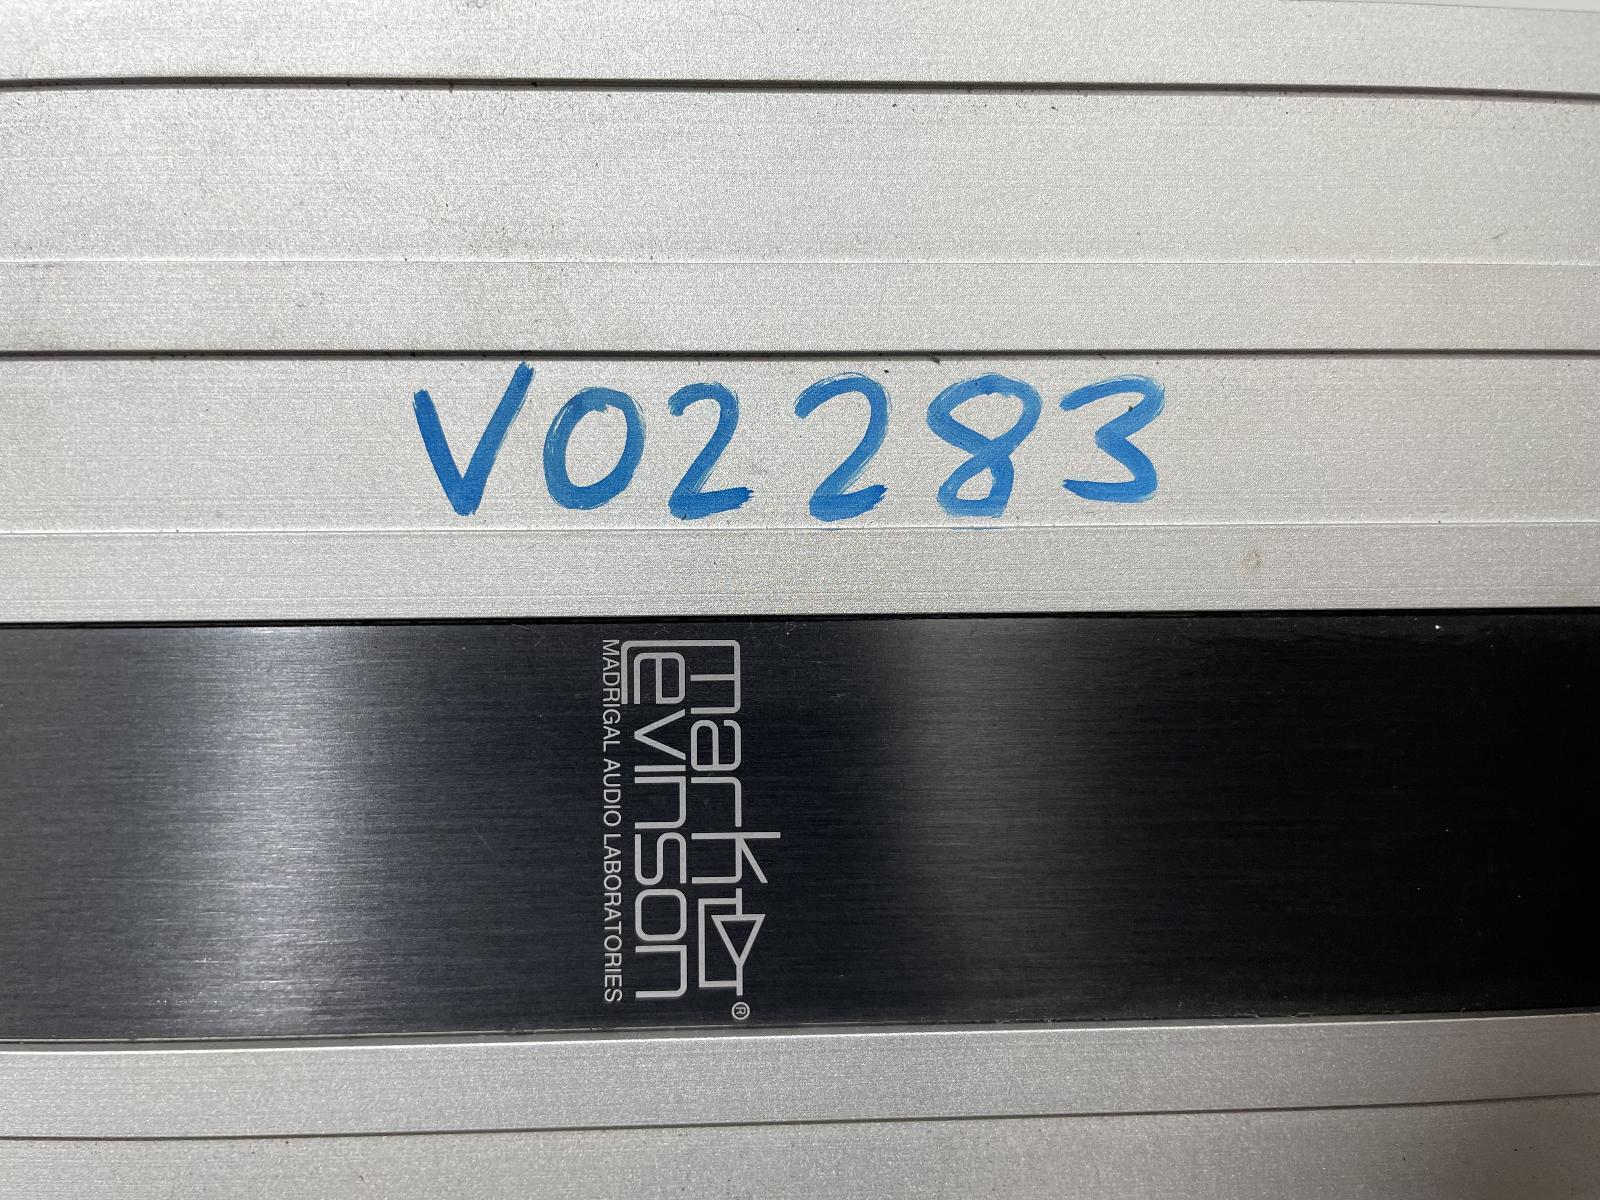 V02283
mark
Levinson®
MADRIGAL AUDIO LABORATORIES